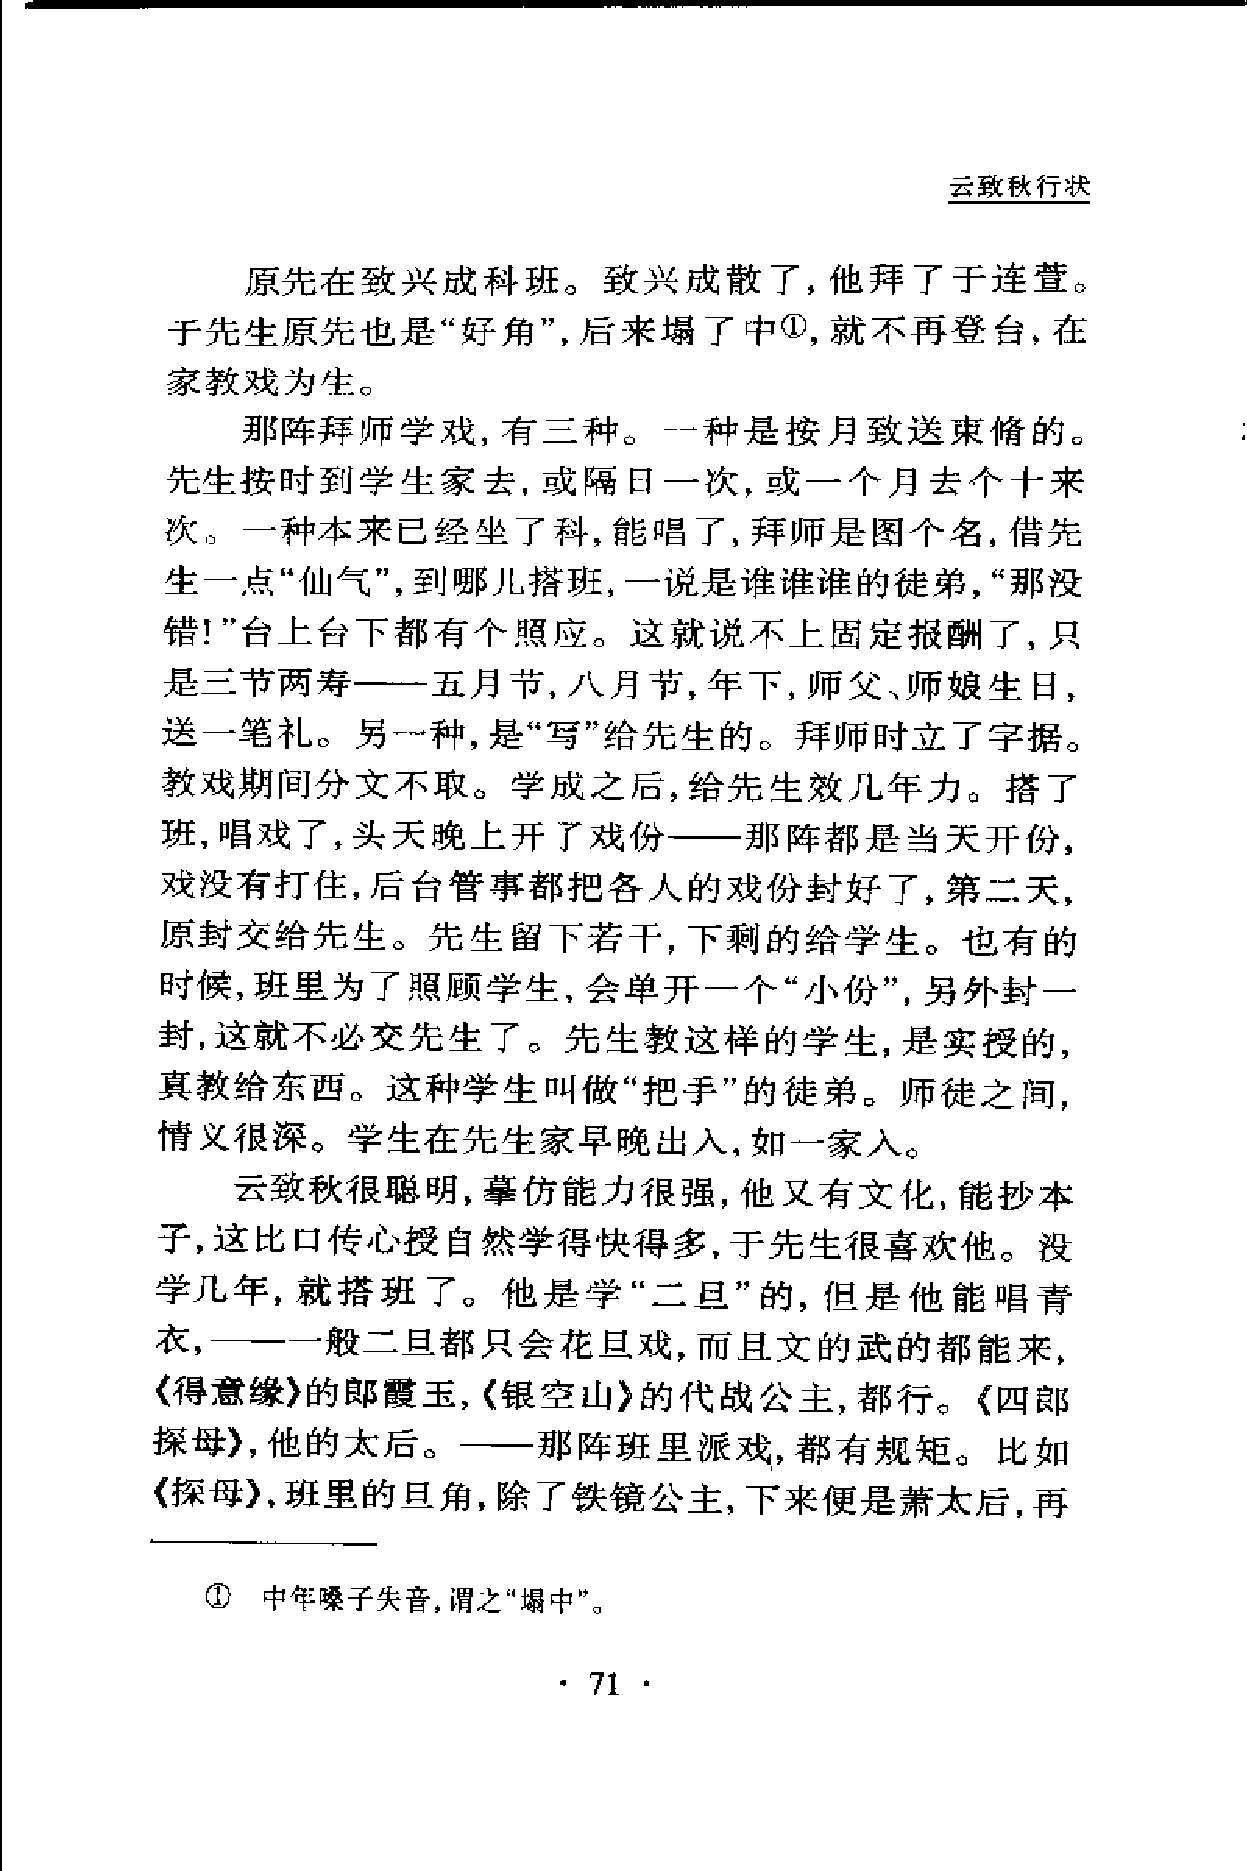 云致秋行状
原先在致兴成科班。致兴成散了,他拜了于连萱。
于先生原先也是“好角”,后来塌了中①,就不再登台,在
家教戏为生。
那阵拜师学戏,有三种。一种是按月致送束脩的。
先生按时到学生家去,或隔日一次,或一个月去个十来
次。一种本来已经坐了科,能唱了,拜师是图个名,借先
生一点“仙气”,到哪儿搭班,一说是谁谁谁的徒弟,“那没
错!”台上台下都有个照应。这就说不上固定报酬了,只
是三节两寿——五月节,八月节,年下,师父、师娘生日,
送一笔礼。另一种,是“写”给先生的。拜师时立了字据。
教戏期间分文不取。学成之后,给先生效几年力。搭了
班,唱戏了,头天晚上开了戏份——那阵都是当天开份,
戏没有打住,后台管事都把各人的戏份封好了,第二天,
原封交给先生。先生留下若干,下剩的给学生。也有的
时候,班里为了照顾学生,会单开一个“小份”,另外封一
封,这就不必交先生了。先生教这样的学生,是实授的,
真教给东西。这种学生叫做“把手”的徒弟。师徒之间,
情义很深。学生在先生家早晚出入,如一家人。
云致秋很聪明,摹仿能力很强,他又有文化,能抄本
子,这比口传心授自然学得快得多,于先生很喜欢他。没
学几年,就搭班了。他是学“二旦”的,但是他能唱青
衣,——一般二旦都只会花旦戏,而且文的武的都能来,
《得意缘》的郎霞玉,《银空山》的代战公主,都行。《四郎
探母》,他的太后。——那阵班里派戏,都有规矩。比如
《探母》,班里的旦角,除了铁镜公主,下来便是萧太后,再
① 中年嗓子失音,谓之“塌中”。
· 71 ·